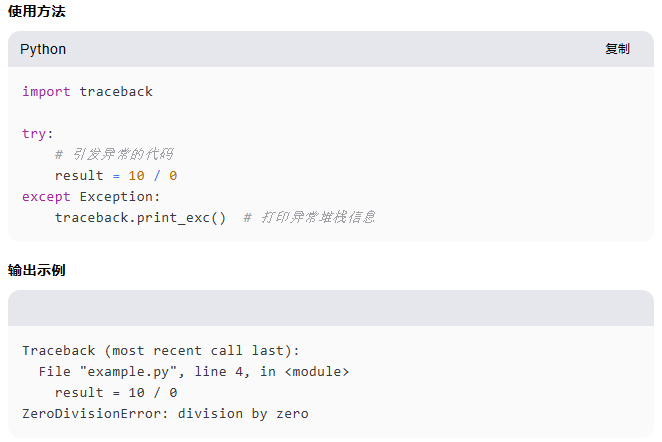 使用方法
Python 复制
import traceback
try:
    # 引发异常的代码
    result = 10 / 0
except Exception:
    traceback.print_exc()  # 打印异常堆栈信息
输出示例
Traceback (most recent call last):
  File "example.py", line 4, in <module>
    result = 10 / 0
ZeroDivisionError: division by zero